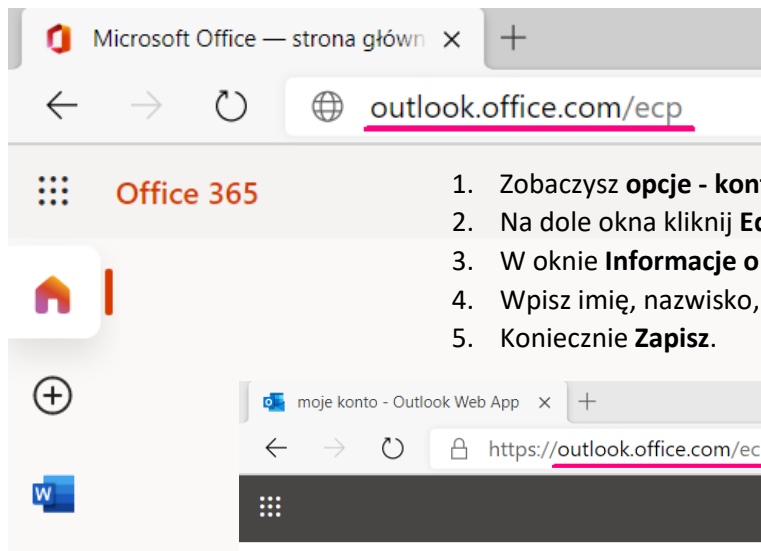 Microsoft Office — strona główn
outlook.office.com/ecp
Office 365
1. Zobaczysz opcje - kon
2. Na dole okna kliknij Ed
3. W oknie Informacje o
4. Wpisz imię, nazwisko,
5. Koniecznie Zapisz.
W
moje konto - Outlook Web App
https://outlook.office.com/ec